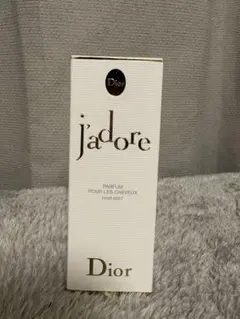 Dior
j'adore
PARFUM
POUR LES CHEVEUX
HAIR MIST
Dior